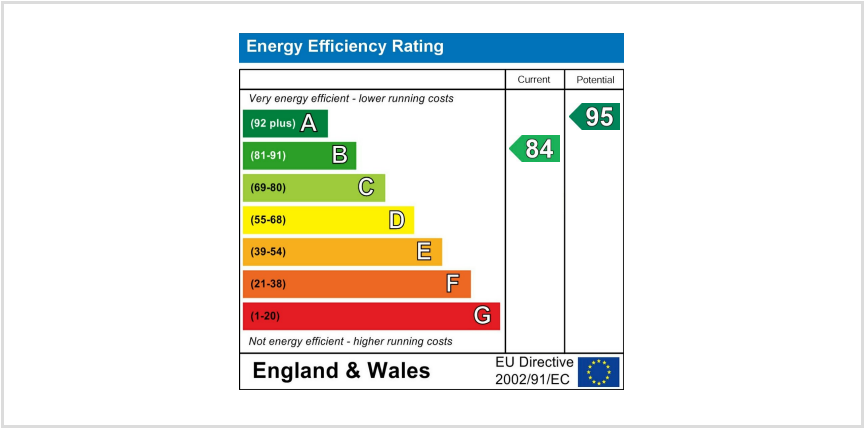 Energy Efficiency Rating
Current Potential
Very energy efficient - lower running costs
(92 plus) A
95
(81-91) B
84
(69-80) C
(55-68) D
(39-54) E
(21-38) F
(1-20) G
Not energy efficient - higher running costs
England & Wales
EU Directive
2002/91/EC